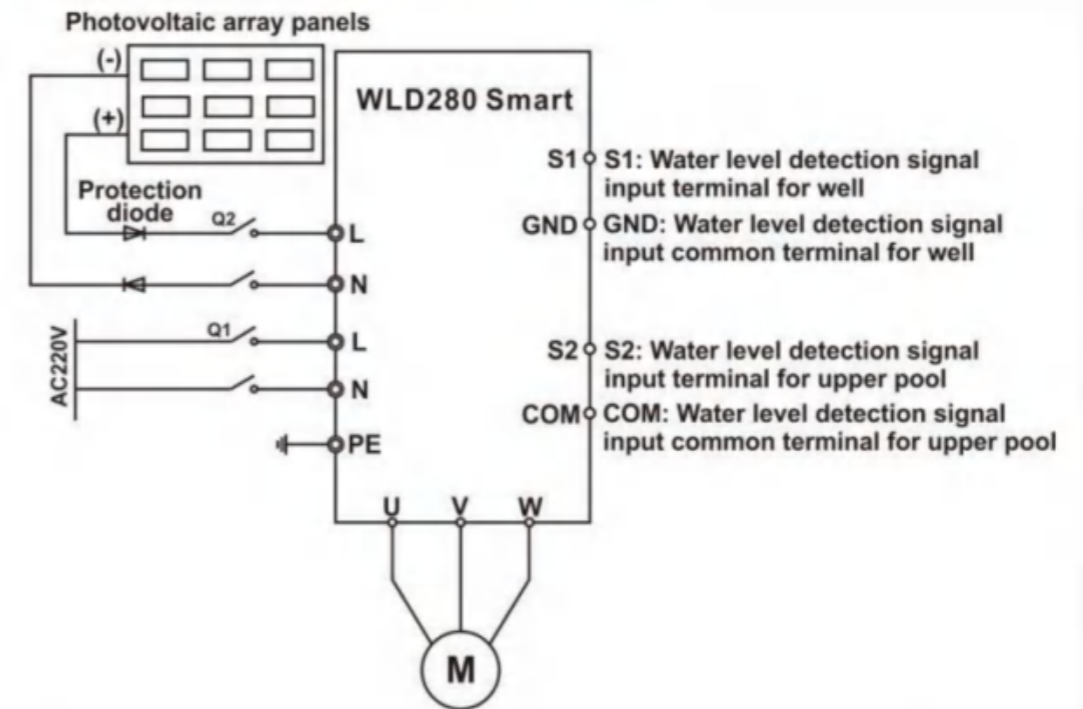 Photovoltaic array panels
(-)
(+)
WLD280 Smart
Protection
diode
Q2
L
N
Q1
L
N
AC220V
PE
S1 S1: Water level detection signal
input terminal for well
GND GND: Water level detection signal
input common terminal for well
S2 S2: Water level detection signal
input terminal for upper pool
COM COM: Water level detection signal
input common terminal for upper pool
U V W
M